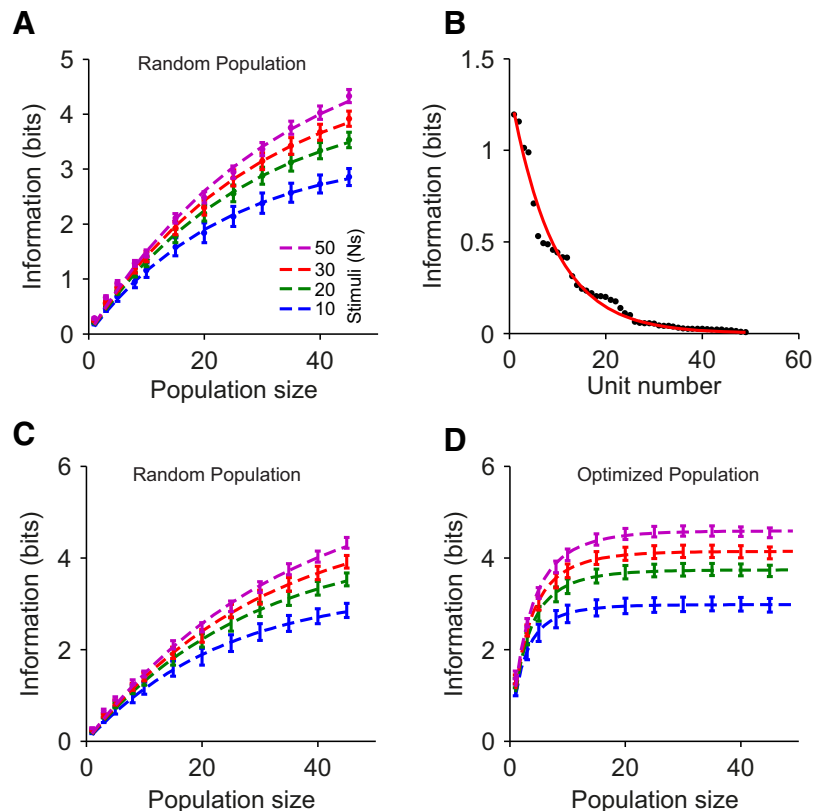 A
Random Population
Information (bits)
5
4
3
2
1
0
50
30
20
10
Stimuli (Ns)
0
20
40
Population size
B
Information (bits)
1.5
1
0.5
0
0
20
40
60
Unit number
C
Random Population
Information (bits)
6
4
2
0
0
20
40
Population size
D
Optimized Population
Information (bits)
6
4
2
0
0
20
40
Population size